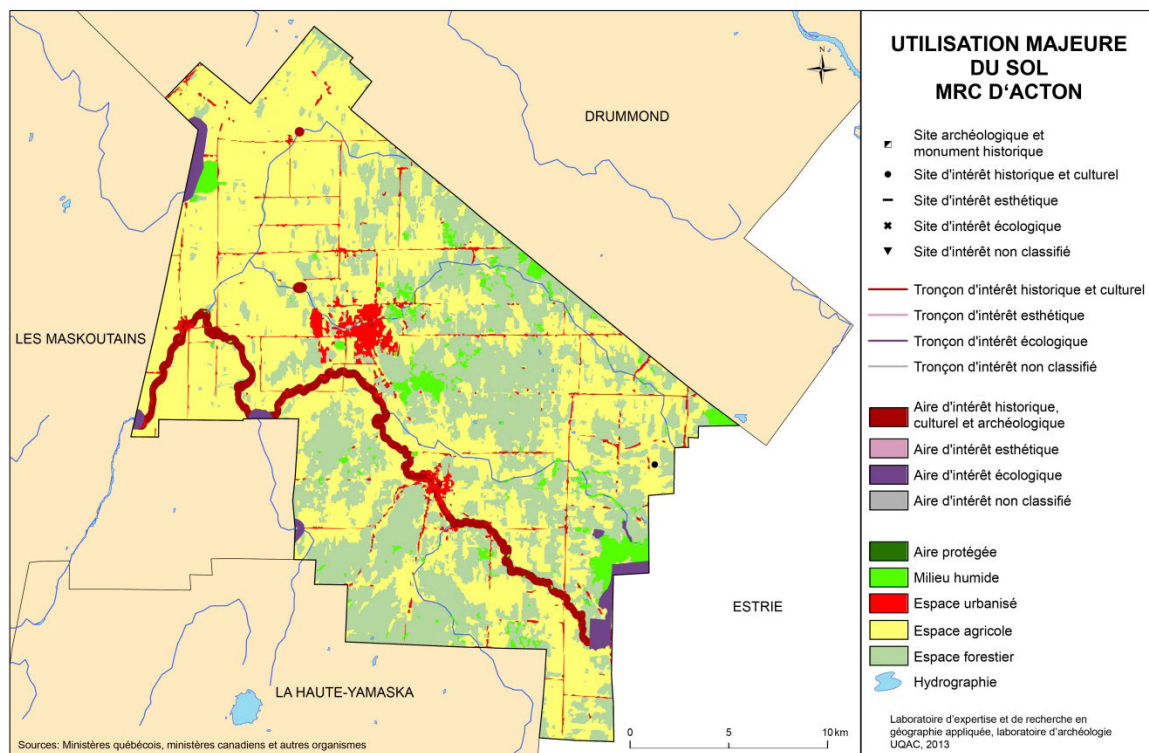 UTILISATION MAJEURE
DU SOL
MRC D'ACTON
N
DRUMMOND
LES MASKOUTAINS
ESTRIE
LA HAUTE-YAMASKA
Site archéologique et
monument historique
Site d'intérêt historique et culturel
Site d'intérêt esthétique
Site d'intérêt écologique
Site d'intérêt non classifié
Tronçon d'intérêt historique et culturel
Tronçon d'intérêt esthétique
Tronçon d'intérêt écologique
Tronçon d'intérêt non classifié
Aire d'intérêt historique,
culturel et archéologique
Aire d'intérêt esthétique
Aire d'intérêt écologique
Aire d'intérêt non classifié
Aire protégée
Milieu humide
Espace urbanisé
Espace agricole
Espace forestier
Hydrographie
0 5 10 km
Sources: Ministères québécois, ministères canadiens et autres organismes
Laboratoire d'expertise et de recherche en
géographie appliquée, laboratoire d'archéologie
UQAC, 2013